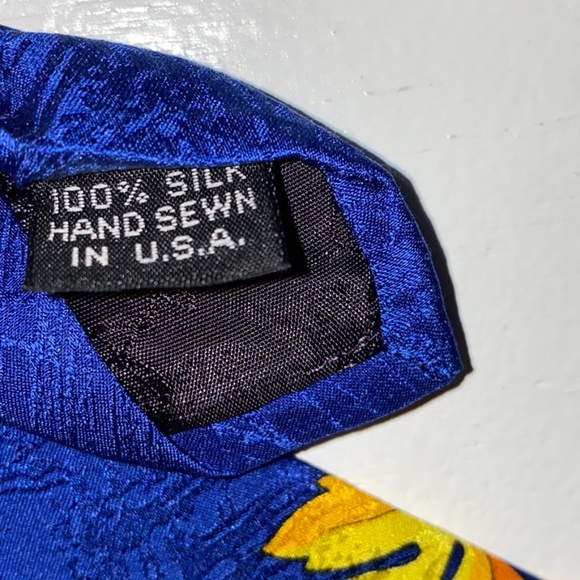 100% SILK
HAND SEWN
IN U.S.A.